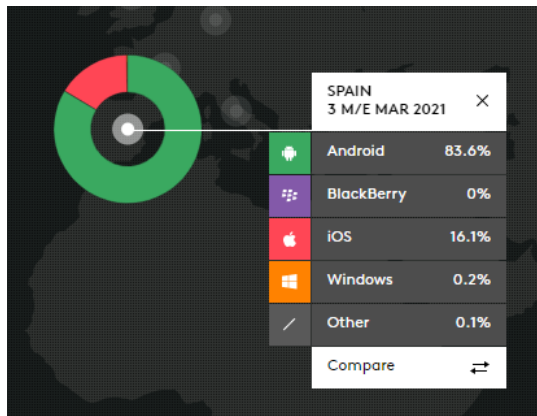 SPAIN
3 M/E MAR 2021
Android 83.6%
BlackBerry 0%
iOS 16.1%
Windows 0.2%
Other 0.1%
Compare